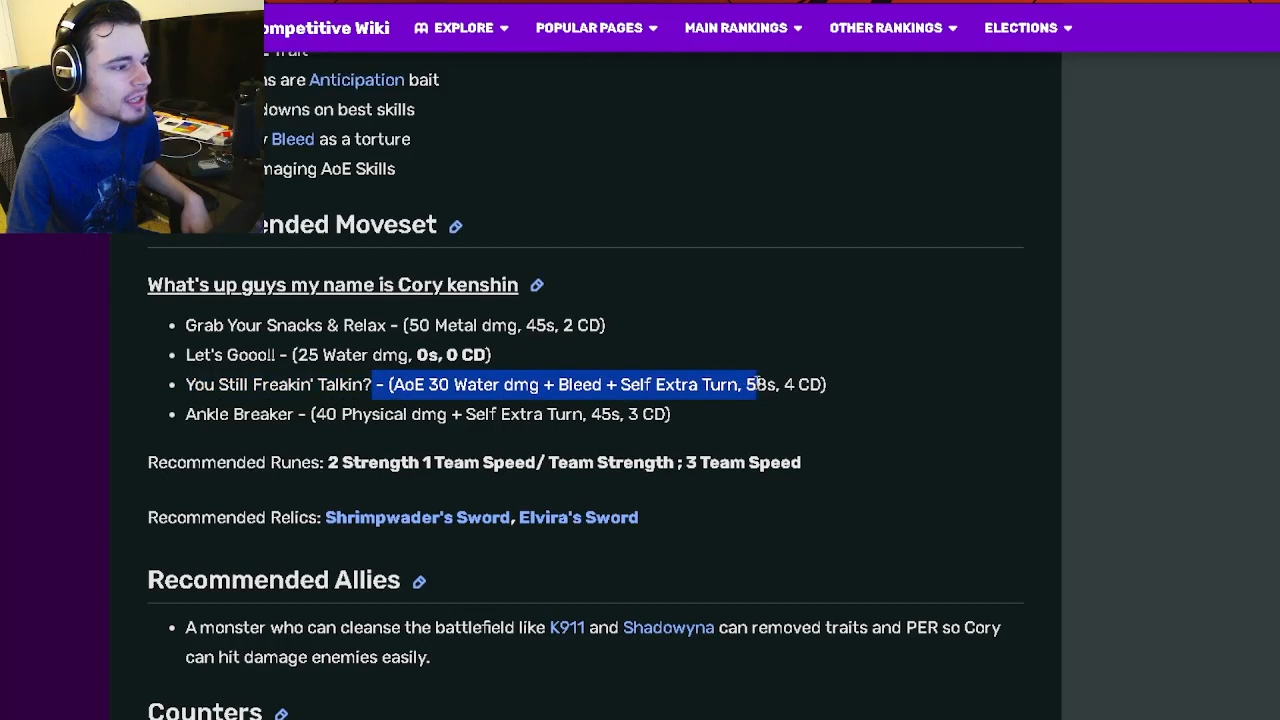 ompetitive Wiki EXPLORE POPULAR PAGES MAIN RANKINGS OTHER RANKINGS ELECTIONS
ns are Anticipation bait
downs on best skills
Bleed as a torture
maging AoE Skills
ended Moveset
What's up guys my name is Cory kenshin
• Grab Your Snacks & Relax - (50 Metal dmg, 45s, 2 CD)
• Let's Gooo!! - (25 Water dmg, 0s, 0 CD)
• You Still Freakin' Talkin? - (AoE 30 Water dmg + Bleed + Self Extra Turn, 58s, 4 CD)
• Ankle Breaker - (40 Physical dmg + Self Extra Turn, 45s, 3 CD)
Recommended Runes: 2 Strength 1 Team Speed/ Team Strength ; 3 Team Speed
Recommended Relics: Shrimpwader's Sword, Elvira's Sword
Recommended Allies
• A monster who can cleanse the battlefield like K911 and Shadowyna can removed traits and PER so Cory
can hit damage enemies easily.
Counters